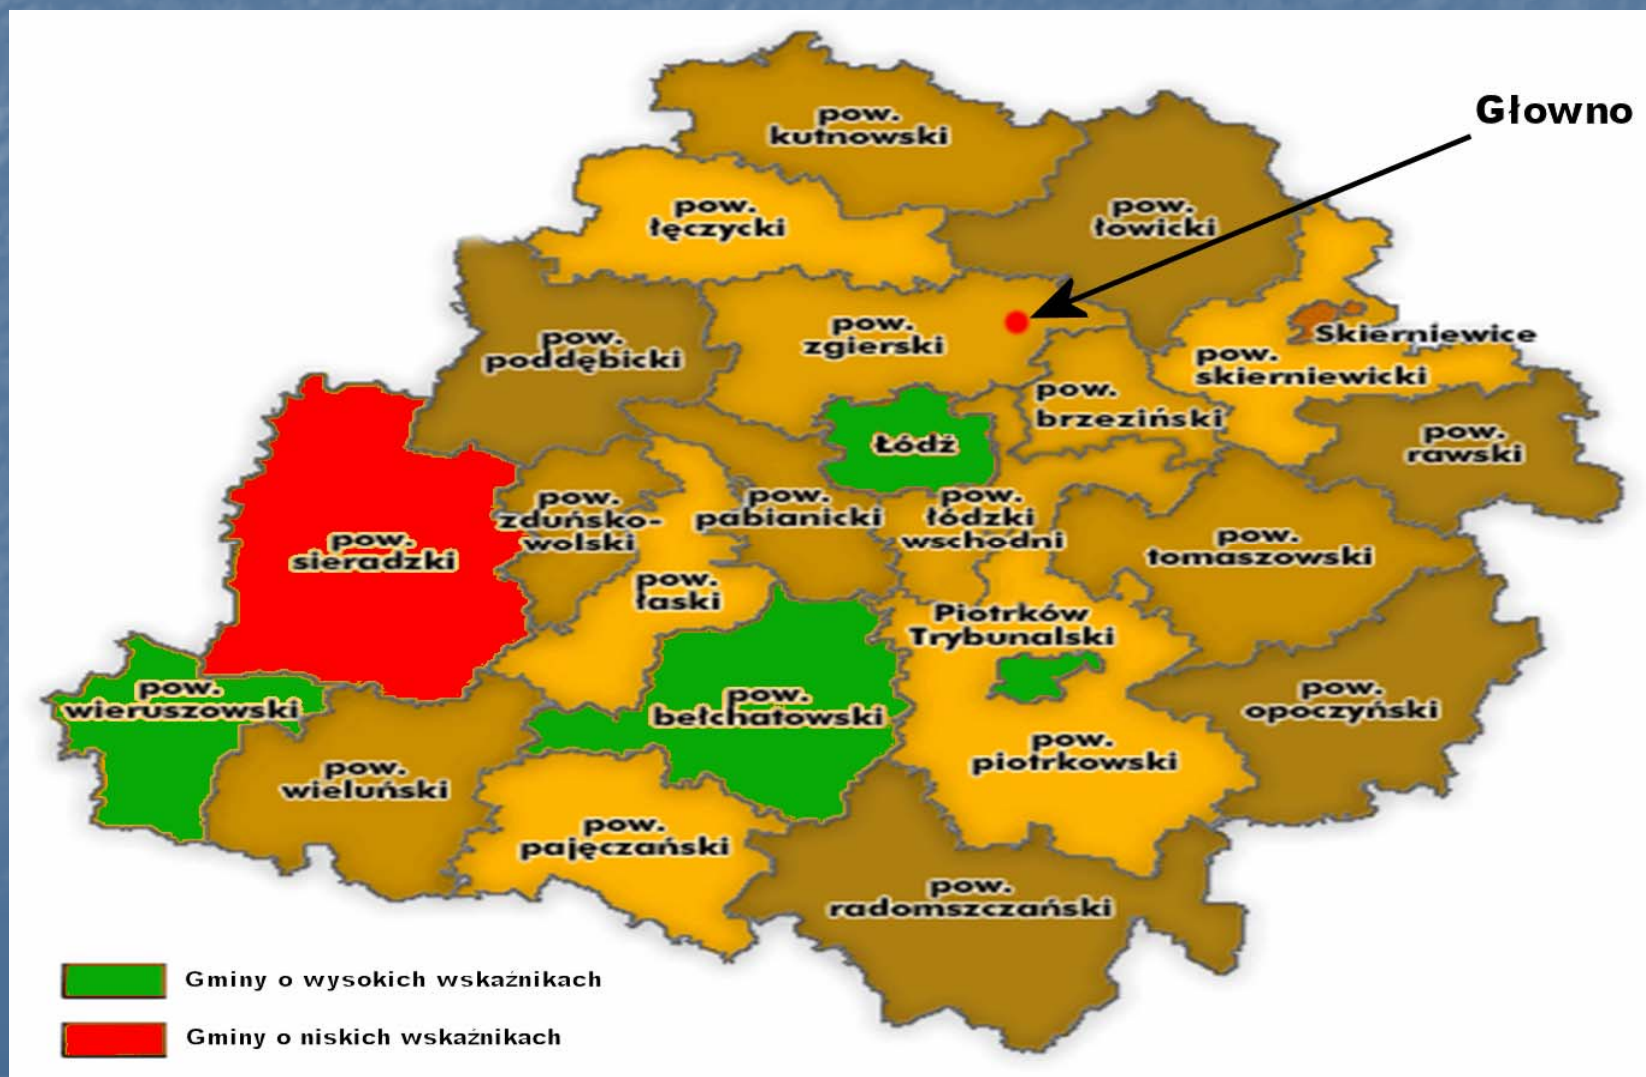 pow.
kutnowski
Głowno
pow.
łęczycki
pow.
łowicki
pow.
zgierski
pow.
poddębicki
Skierniewice
pow.
skierniewicki
pow.
brzeziński
Łódź
pow.
rawski
pow.
sieradzki
pow.
zduńsko-
wolski
pow.
pabianicki
pow.
łódzki
wschodni
pow.
tomaszowski
pow.
łaski
Piotrków
Trybunalski
pow.
wieruszowski
pow.
bełchatowski
pow.
opoczyński
pow.
piotrkowski
pow.
wieluński
pow.
pajęczański
pow.
radomszczański
Gminy o wysokich wskaźnikach
Gminy o niskich wskaźnikach